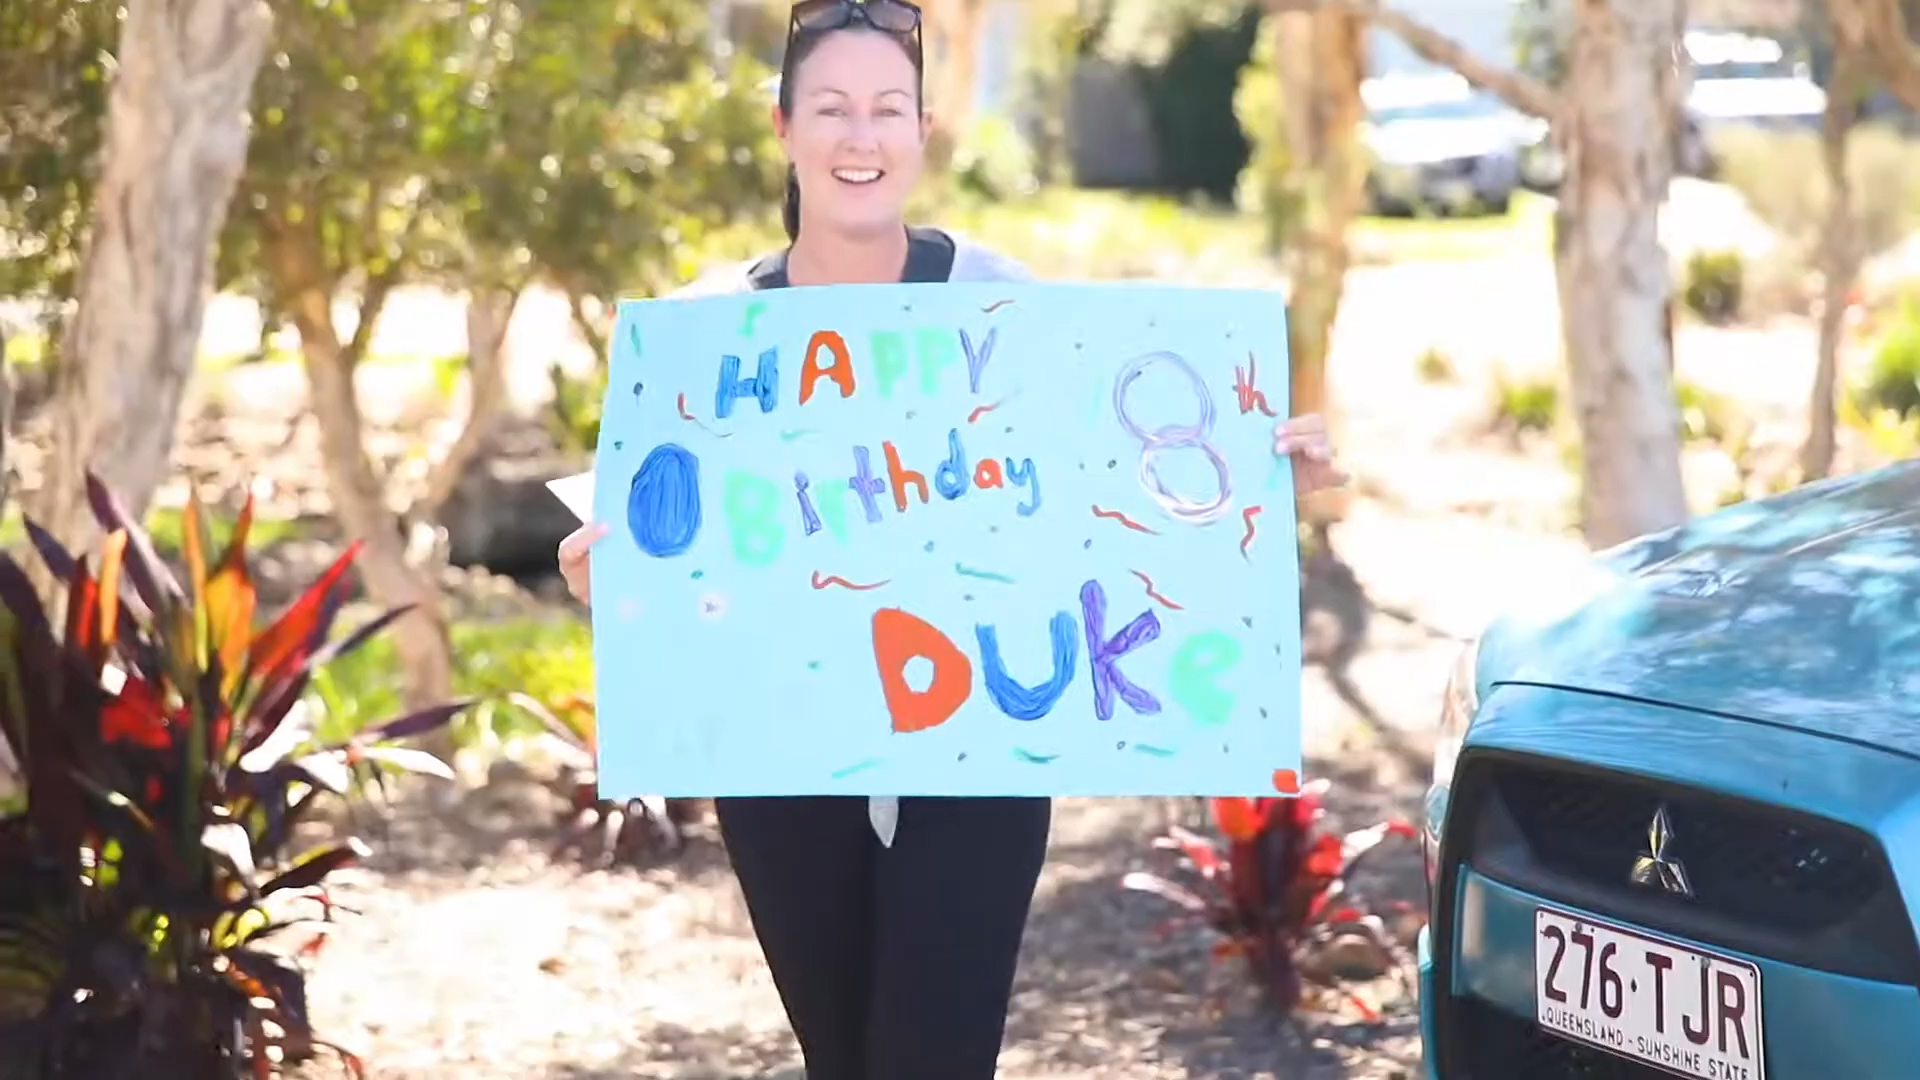 HAPPY
Birthday
8th
DUKe
276·TJR
QUEENSLAND - SUNSHINE STATE